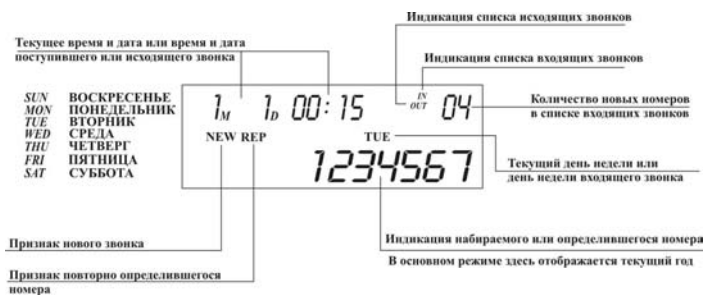 Индикация списка исходящих звонков
Текущее время и дата или время и дата
поступившего или исходящего звонка
Индикация списка входящих звонков
SUN ВОСКРЕСЕНЬЕ
MON ПОНЕДЕЛЬНИК
TUE ВТОРНИК
WED СРЕДА
THU ЧЕТВЕРГ
FRI ПЯТНИЦА
SAT СУББОТА
1M 1D 00:15 IN
OUT 04
NEW REP TUE
1234567
Количество новых номеров
в списке входящих звонков
Текущий день недели или
день недели входящего звонка
Признак нового звонка
Индикация набираемого или определившегося номера
В основном режиме здесь отображается текущий год
Признак повторно определившегося
номера